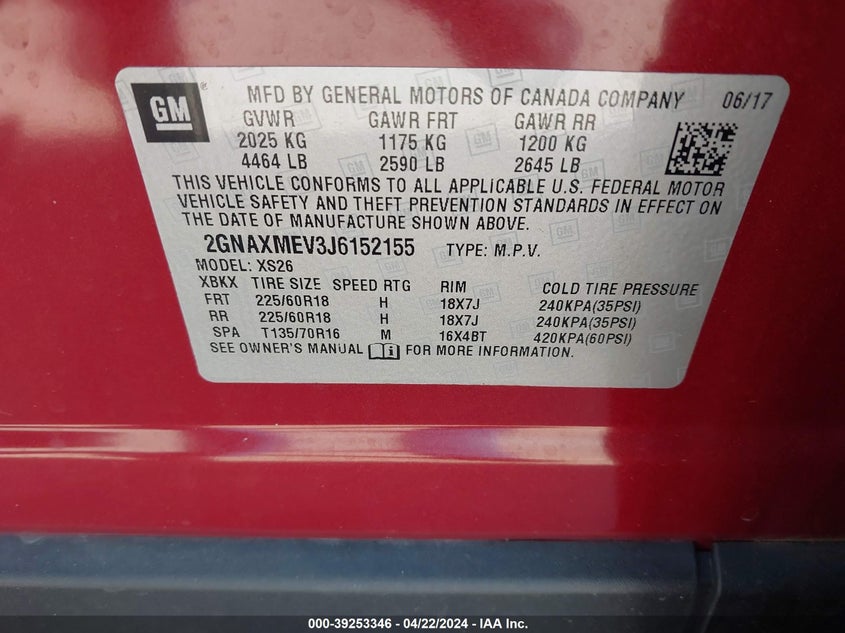 GM ® MFD BY GENERAL MOTORS OF CANADA COMPANY 06/17
GVWR GAWR FRT GAWR RR
2025 KG 1175 KG 1200 KG
4464 LB 2590 LB 2645 LB
THIS VEHICLE CONFORMS TO ALL APPLICABLE U.S. FEDERAL MOTOR
VEHICLE SAFETY AND THEFT PREVENTION STANDARDS IN EFFECT ON
THE DATE OF MANUFACTURE SHOWN ABOVE.
2GNAXMEV3J6152155 TYPE: M.P.V.
MODEL: XS26
XBKX TIRE SIZE SPEED RTG RIM COLD TIRE PRESSURE
FRT 225/60R18 H 18X7J 240KPA(35PSI)
RR 225/60R18 H 18X7J 240KPA(35PSI)
SPA T135/70R16 M 16X4BT 420KPA(60PSI)
SEE OWNER'S MANUAL FOR MORE INFORMATION.
000-39253346 - 04/22/2024 - IAA Inc.